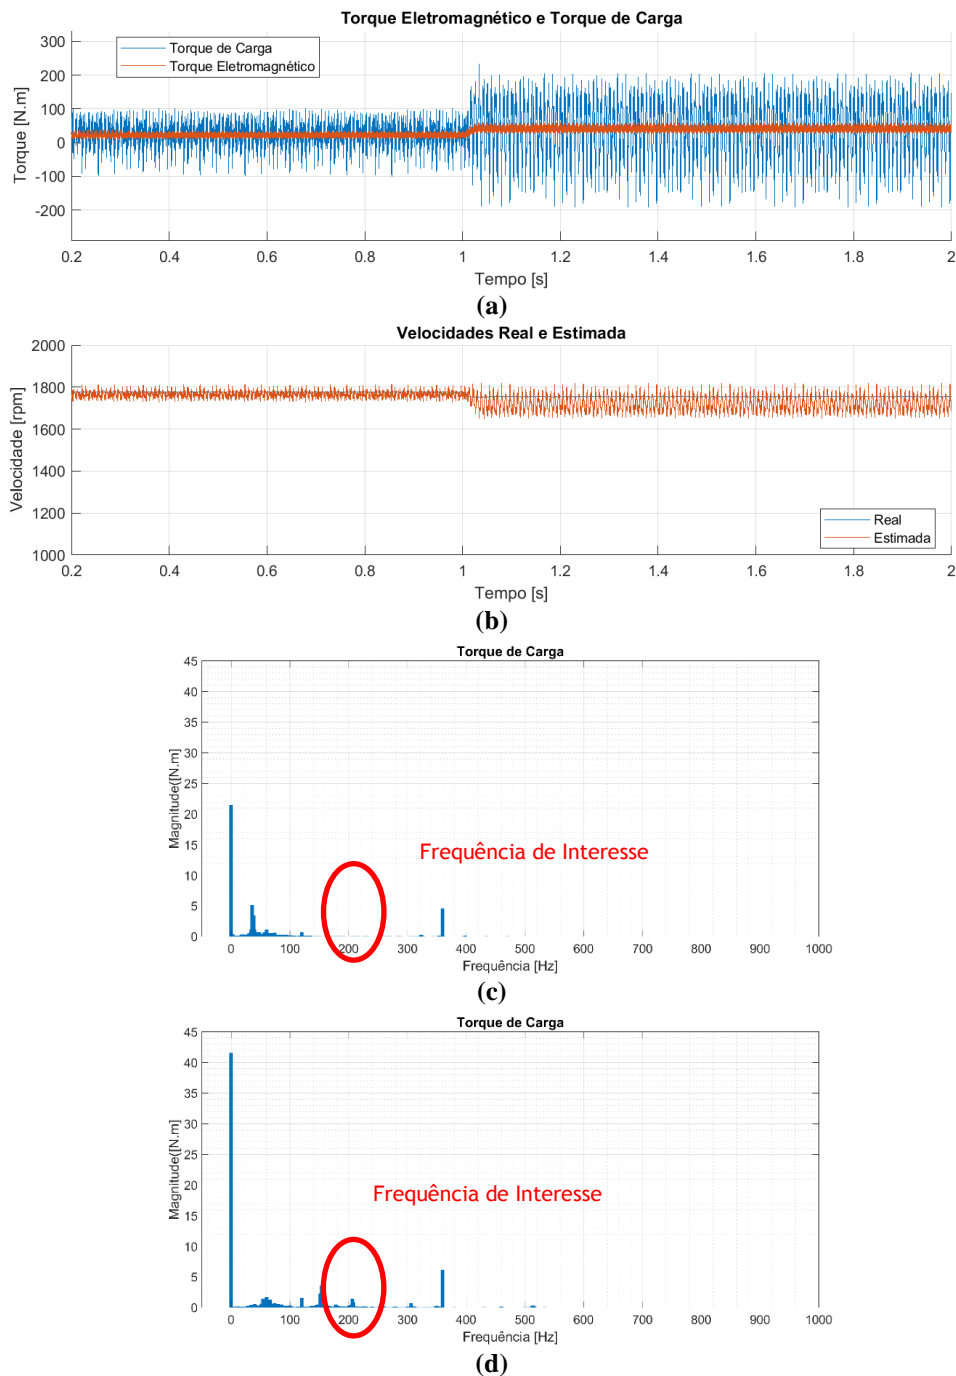 Torque Eletromagnético e Torque de Carga
300
200
100
0
-100
-200
Torque [N.m]
Torque de Carga
Torque Eletromagnético
0.2 0.4 0.6 0.8 1 1.2 1.4 1.6 1.8 2
Tempo [s]
(a)
Velocidades Real e Estimada
2000
1800
1600
1400
1200
1000
Velocidade [rpm]
Real
Estimada
0.2 0.4 0.6 0.8 1 1.2 1.4 1.6 1.8 2
Tempo [s]
(b)
Torque de Carga
45
40
35
30
25
20
15
10
5
0
Magnitude([N.m]
Frequência de Interesse
0 100 200 300 400 500 600 700 800 900 1000
Frequência [Hz]
(c)
Torque de Carga
45
40
35
30
25
20
15
10
5
0
Magnitude([N.m]
Frequência de Interesse
0 100 200 300 400 500 600 700 800 900 1000
Frequência [Hz]
(d)